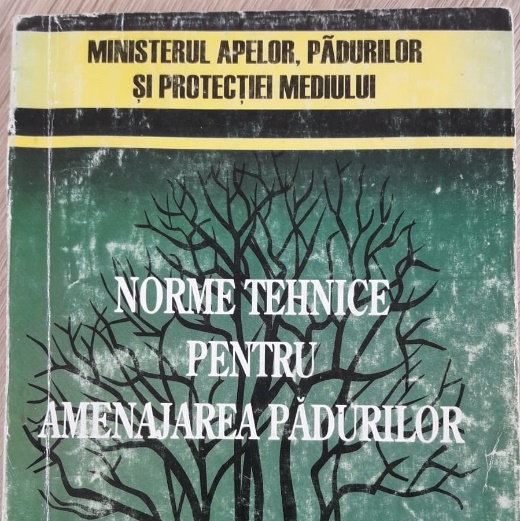 MINISTERUL APELOR, PĂDURILOR
ȘI PROTECȚIEI MEDIULUI
NORME TEHNICE
PENTRU
AMENAJAREA PĂDURILOR